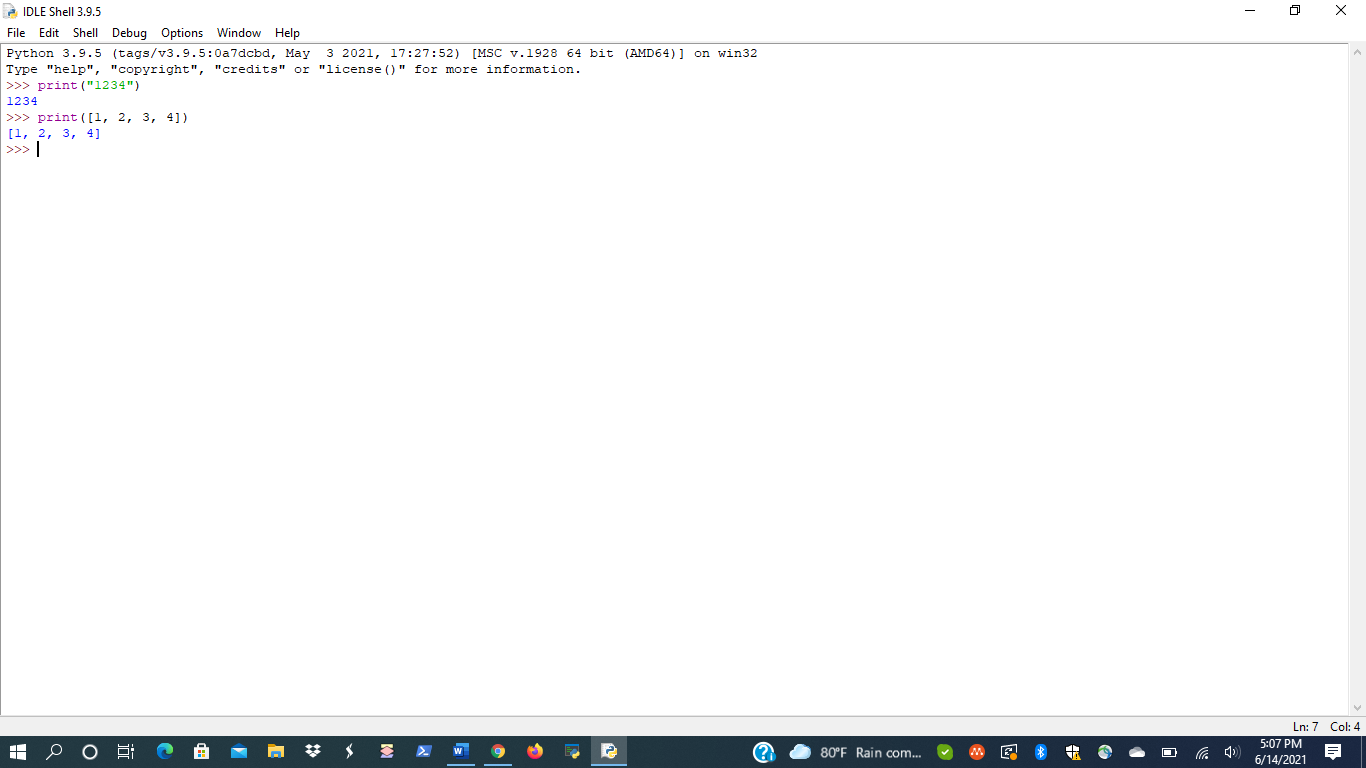 IDLE Shell 3.9.5
File Edit Shell Debug Options Window Help
Python 3.9.5 (tags/v3.9.5:0a7dcbd, May  3 2021, 17:27:52) [MSC v.1928 64 bit (AMD64)] on win32
Type "help", "copyright", "credits" or "license()" for more information.
>>> print("1234")
1234
>>> print([1, 2, 3, 4])
[1, 2, 3, 4]
>>>
Ln: 7 Col: 4
80°F Rain com...
5:07 PM
6/14/2021